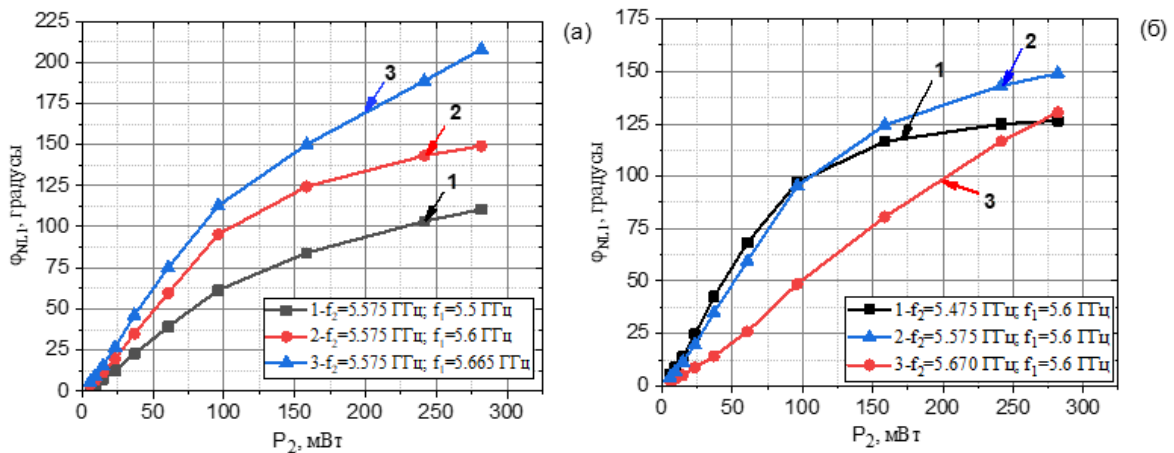 (а)
225
200
175
150
125
100
75
50
25
0
φNL1, градусы
3
2
1
1-f2=5.575 ГГц; f1=5.5 ГГц
2-f2=5.575 ГГц; f1=5.6 ГГц
3-f2=5.575 ГГц; f1=5.665 ГГц
0 50 100 150 200 250 300
P2, мВт
(б)
175
150
125
100
75
50
25
0
φNL1, градусы
1
2
3
1-f2=5.475 ГГц; f1=5.6 ГГц
2-f2=5.575 ГГц; f1=5.6 ГГц
3-f2=5.670 ГГц; f1=5.6 ГГц
0 50 100 150 200 250 300
P2, мВт